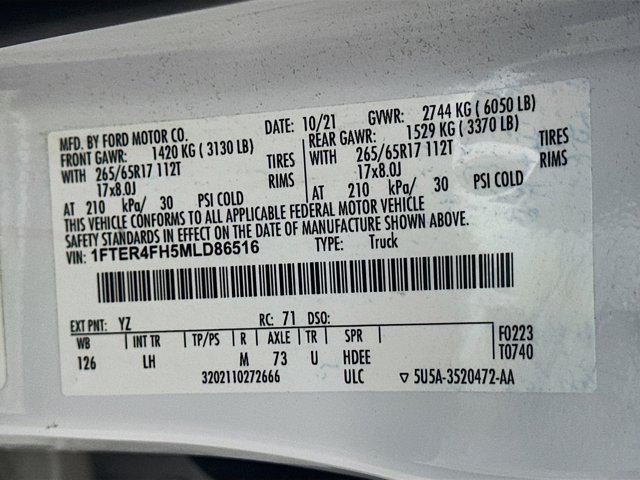 MFD. BY FORD MOTOR CO. DATE: 10/21 GVWR: 2744 KG ( 6050 LB)
FRONT GAWR: 1420 KG ( 3130 LB) REAR GAWR: 1529 KG ( 3370 LB)
WITH 265/65R17 112T TIRES WITH 265/65R17 112T TIRES
17x8.0J RIMS 17x8.0J RIMS
AT 210 kPa/ 30 PSI COLD AT 210 kPa/ 30 PSI COLD
THIS VEHICLE CONFORMS TO ALL APPLICABLE FEDERAL MOTOR VEHICLE
SAFETY STANDARDS IN EFFECT ON THE DATE OF MANUFACTURE SHOWN ABOVE.
VIN: 1FTER4FH5MLD86516 TYPE: Truck
EXT PNT: YZ RC: 71 DSO:
WB INT TR TP/PS R AXLE TR SPR F0223
126 LH M 73 U HDEE T0740
3202110272666 ULC ▽ 5U5A-3520472-AA